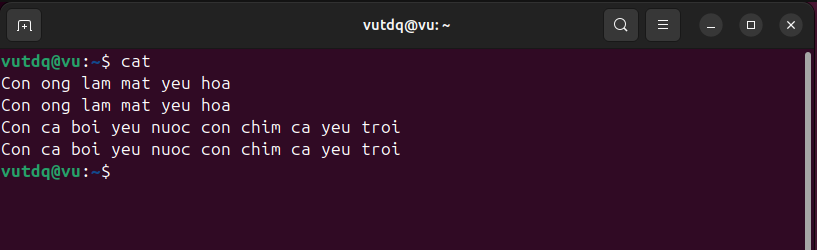 vutdq@vu: ~
vutdq@vu:~$ cat
Con ong lam mat yeu hoa
Con ong lam mat yeu hoa
Con ca boi yeu nuoc con chim ca yeu troi
Con ca boi yeu nuoc con chim ca yeu troi
vutdq@vu:~$